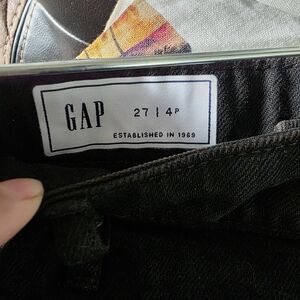 GAP 27 | 4P
ESTABLISHED IN 1969